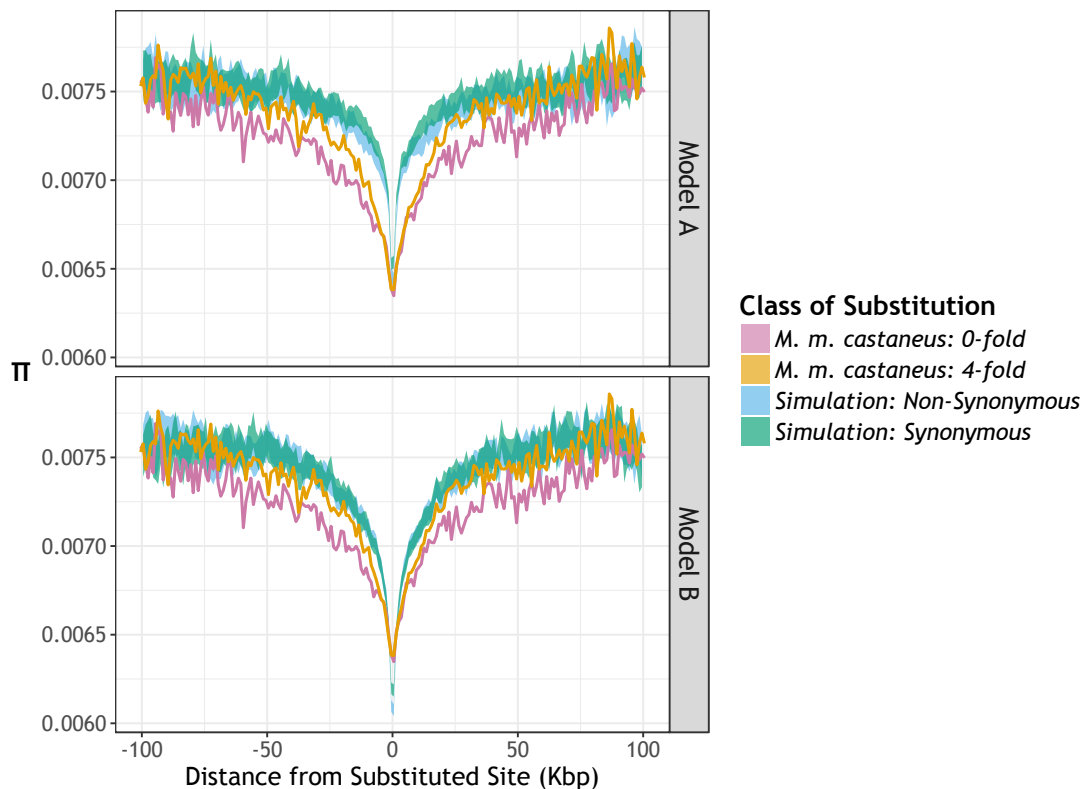 0.0075
0.0070
0.0065
0.0060
Model A
π
0.0075
0.0070
0.0065
0.0060
Model B
-100
-50
0
50
100
Distance from Substituted Site (Kbp)
Class of Substitution
M. m. castaneus: 0-fold
M. m. castaneus: 4-fold
Simulation: Non-Synonymous
Simulation: Synonymous